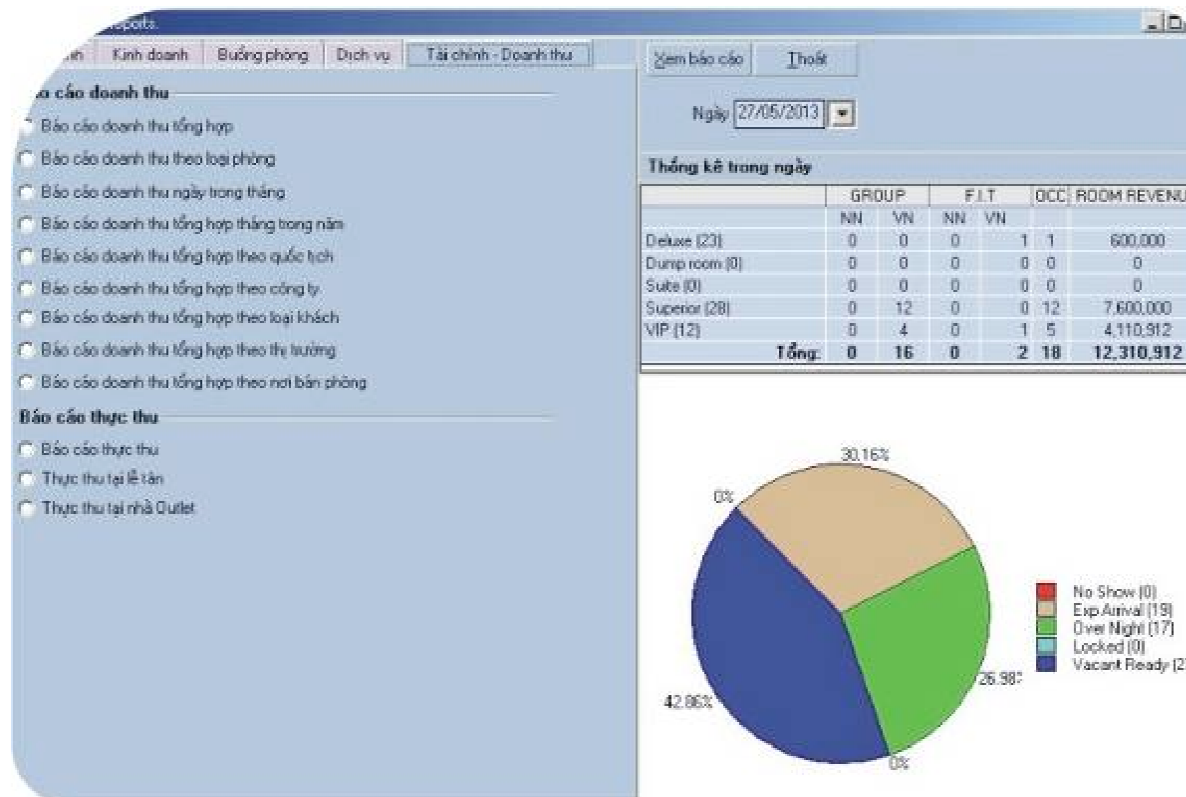 eports.
nh Kinh doanh Buồng phòng Dịch vụ Tài chính - Doanh thu
Xem báo cáo Thoát
o cáo doanh thu
Báo cáo doanh thu tổng hợp
Báo cáo doanh thu theo loại phòng
Báo cáo doanh thu ngày trong tháng
Báo cáo doanh thu tổng hợp tháng trong năm
Báo cáo doanh thu tổng hợp theo quốc tịch
Báo cáo doanh thu tổng hợp theo công ty
Báo cáo doanh thu tổng hợp theo loại khách
Báo cáo doanh thu tổng hợp theo thị trường
Báo cáo doanh thu tổng hợp theo nơi bán phòng
Báo cáo thực thu
Báo cáo thực thu
Thực thu tại lễ tân
Thực thu tại nhà Outlet
Ngày 27/05/2013
Thống kê trong ngày
GROUP F.I.T OCC ROOM REVENU
NN VN NN VN
Deluxe (23) 0 0 0 1 1 600,000
Dump room (0) 0 0 0 0 0 0
Suite (0) 0 0 0 0 0 0
Superior (28) 0 12 0 0 12 7,600,000
VIP (12) 0 4 0 1 5 4,110,912
Tổng: 0 16 0 2 18 12,310,912
30.16%
0%
26.98%
42.86%
0%
No Show (0)
Exp Arrival (19)
Over Night (17)
Locked (0)
Vacant Ready (2